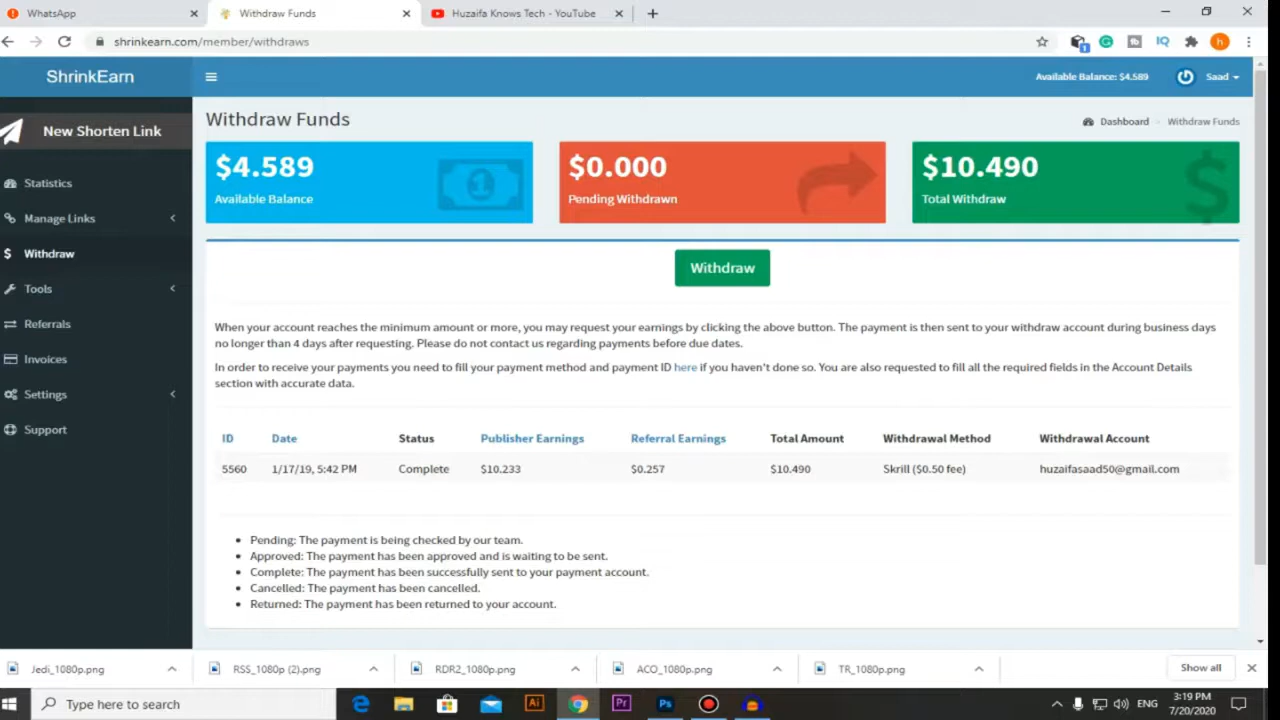 WhatsApp
Withdraw Funds
Huzaifa Knows Tech - YouTube
shrinkearn.com/member/withdraws
ShrinkEarn
Available Balance: $4.589
Saad
New Shorten Link
Statistics
Manage Links
Withdraw
Tools
Referrals
Invoices
Settings
Support
Withdraw Funds
Dashboard
Withdraw Funds
$4.589
Available Balance
$0.000
Pending Withdrawn
$10.490
Total Withdraw
Withdraw
When your account reaches the minimum amount or more, you may request your earnings by clicking the above button. The payment is then sent to your withdraw account during business days
no longer than 4 days after requesting. Please do not contact us regarding payments before due dates.
In order to receive your payments you need to fill your payment method and payment ID here if you haven't done so. You are also requested to fill all the required fields in the Account Details
section with accurate data.
ID Date Status Publisher Earnings Referral Earnings Total Amount Withdrawal Method Withdrawal Account
5560 1/17/19, 5:42 PM Complete $10.233 $0.257 $10.490 Skrill ($0.50 fee) huzaifasaad50@gmail.com
Pending: The payment is being checked by our team.
Approved: The payment has been approved and is waiting to be sent.
Complete: The payment has been successfully sent to your payment account.
Cancelled: The payment has been cancelled.
Returned: The payment has been returned to your account.
Jedi_1080p.png
RSS_1080p (2).png
RDR2_1080p.png
ACO_1080p.png
TR_1080p.png
Show all
Type here to search
Ai
Pr
Ps
ENG
3:19 PM
7/20/2020